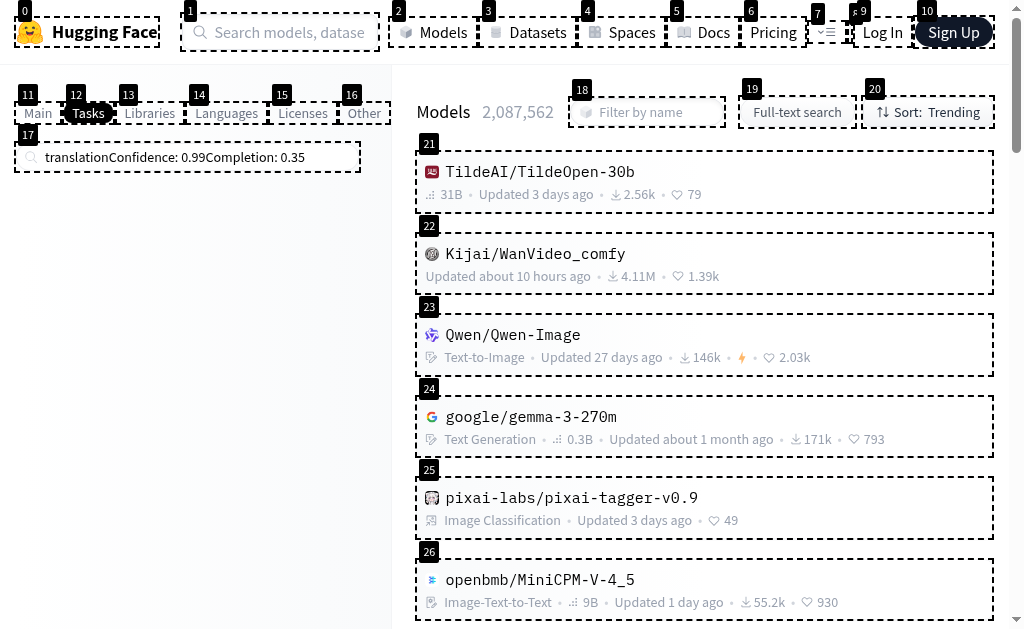 0 1 2 3 4 5 6 7 8 9 10
Hugging Face Search models, datase Models Datasets Spaces Docs Pricing Log In Sign Up
11 12 13 14 15 16
Main Tasks Libraries Languages Licenses Other
17
translationConfidence: 0.99Completion: 0.35
18 19 20
Models 2,087,562 Filter by name Full-text search Sort: Trending
21
TildeAI/TildeOpen-30b
31B • Updated 3 days ago • 2.56k • 79
22
Kijai/WanVideo_comfy
Updated about 10 hours ago • 4.11M • 1.39k
23
Qwen/Qwen-Image
Text-to-Image • Updated 27 days ago • 146k • 2.03k
24
google/gemma-3-270m
Text Generation • 0.3B • Updated about 1 month ago • 171k • 793
25
pixai-labs/pixai-tagger-v0.9
Image Classification • Updated 3 days ago • 49
26
openbmb/MiniCPM-V-4_5
Image-Text-to-Text • 9B • Updated 1 day ago • 55.2k • 930